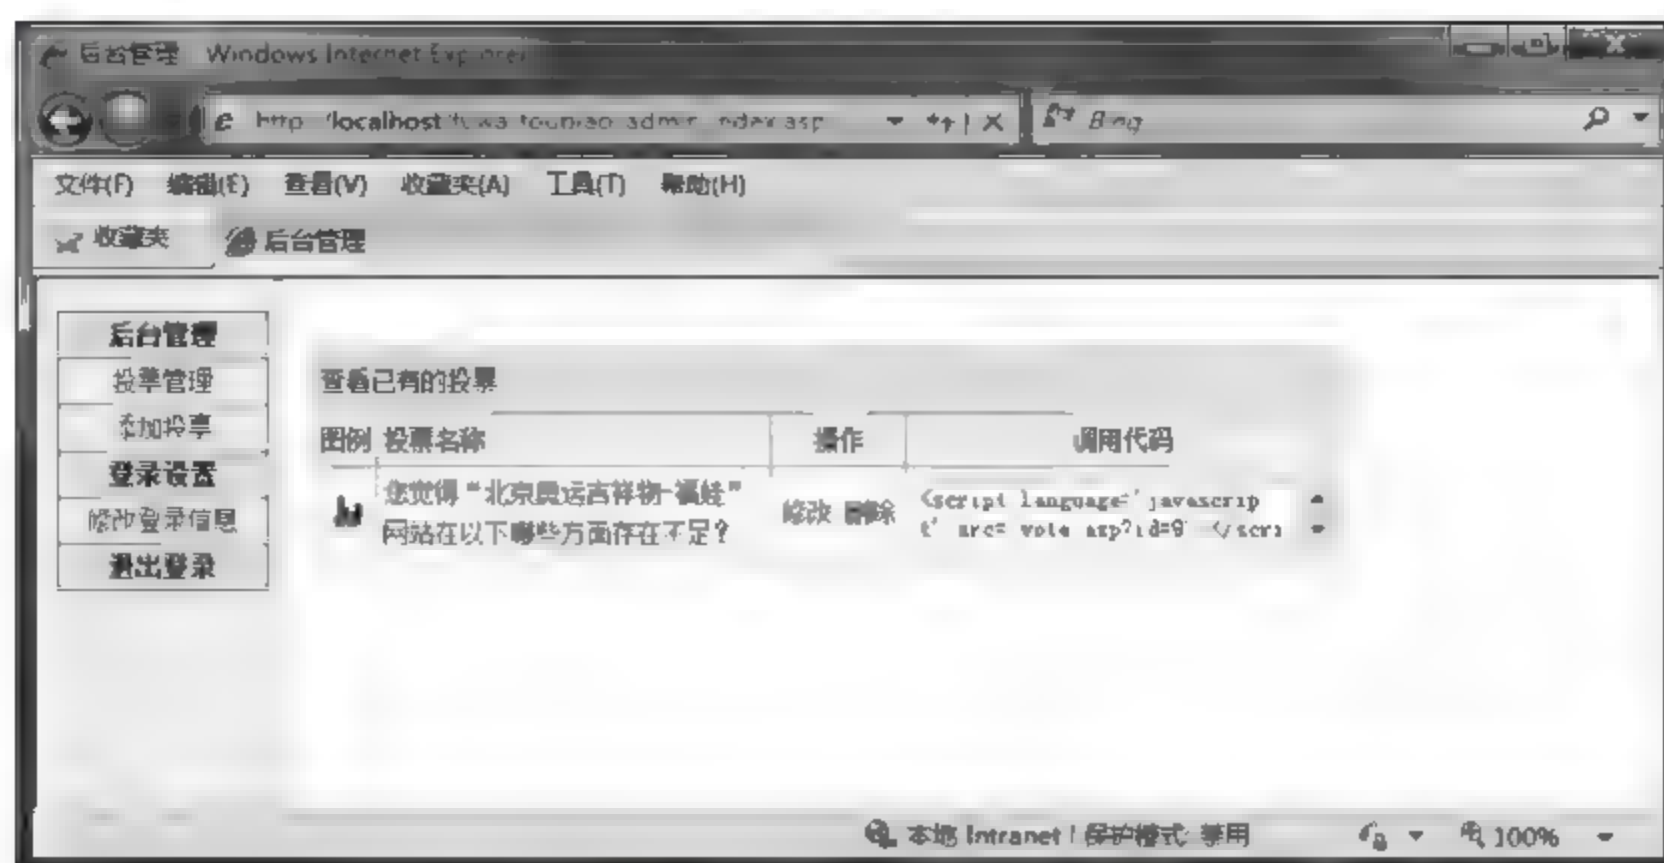 后台管理 Windows Internet Explorer
http localhost admin index.asp Bing
文件(F) 编辑(E) 查看(V) 收藏夹(A) 工具(T) 帮助(H)
收藏夹 后台管理
后台管理
投票管理
添加投票
登录设置
修改登录信息
退出登录
查看已有的投票
图例 投票名称 操作 调用代码
您觉得“北京奥运吉祥物-福娃”
网站在以下哪些方面存在不足?
修改 删除
<script language='javascrip
t' src= vote asp?id=9 </scri
本地 Intranet | 保护模式: 禁用 100%